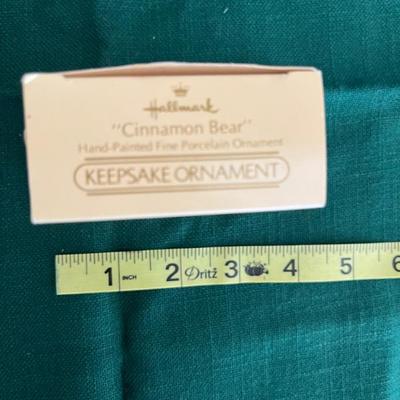 Hallmark
"Cinnamon Bear"
Hand-Painted Fine Porcelain Ornament
KEEPSAKE ORNAMENT
1 INCH 2 Dritz 3 4 5 6